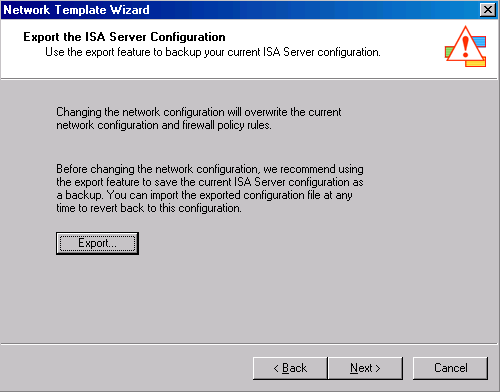 Network Template Wizard
Export the ISA Server Configuration
Use the export feature to backup your current ISA Server configuration.
Changing the network configuration will overwrite the current
network configuration and firewall policy rules.
Before changing the network configuration, we recommend using
the export feature to save the current ISA Server configuration as
a backup. You can import the exported configuration file at any
time to revert back to this configuration.
Export...
< Back
Next >
Cancel